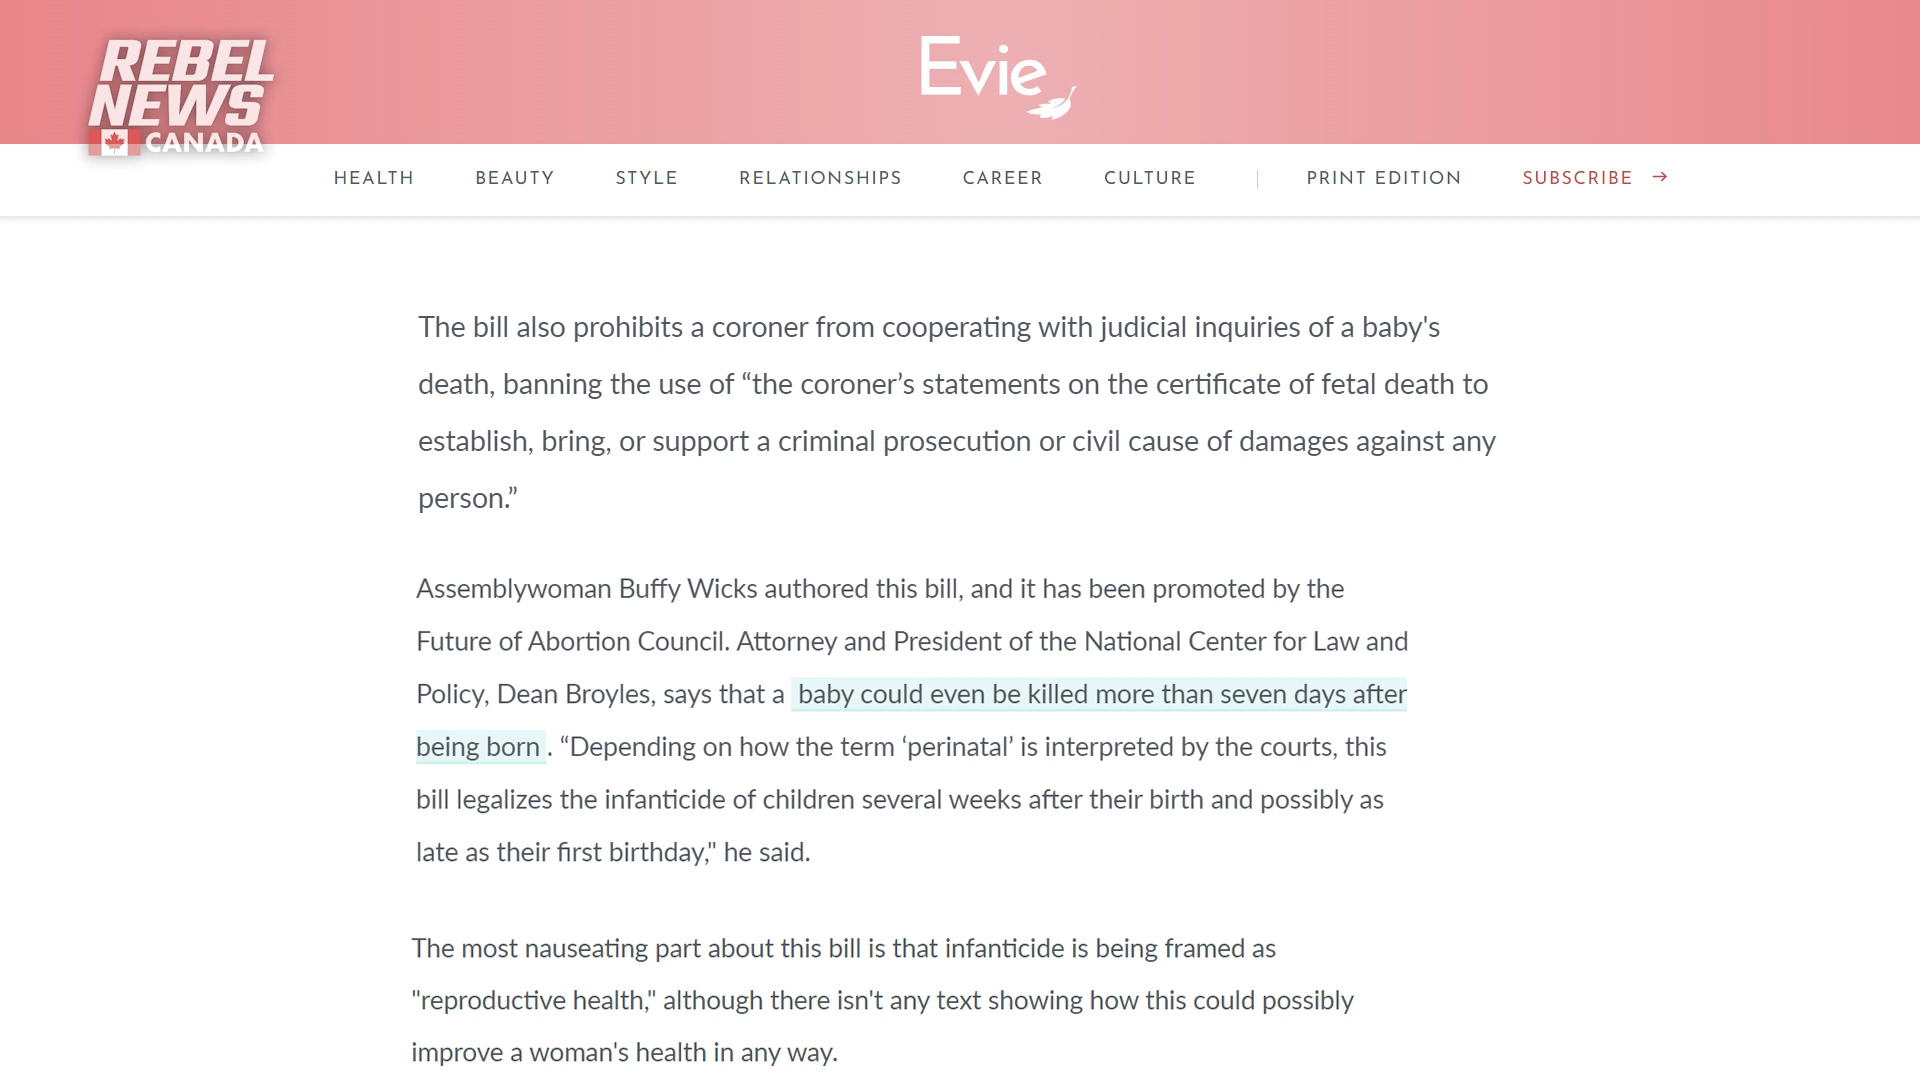 REBEL
NEWS
CANADA
Evie
HEALTH BEAUTY STYLE RELATIONSHIPS CAREER CULTURE PRINT EDITION SUBSCRIBE →
The bill also prohibits a coroner from cooperating with judicial inquiries of a baby's
death, banning the use of “the coroner’s statements on the certificate of fetal death to
establish, bring, or support a criminal prosecution or civil cause of damages against any
person.”
Assemblywoman Buffy Wicks authored this bill, and it has been promoted by the
Future of Abortion Council. Attorney and President of the National Center for Law and
Policy, Dean Broyles, says that a baby could even be killed more than seven days after
being born . “Depending on how the term ‘perinatal’ is interpreted by the courts, this
bill legalizes the infanticide of children several weeks after their birth and possibly as
late as their first birthday," he said.
The most nauseating part about this bill is that infanticide is being framed as
"reproductive health," although there isn't any text showing how this could possibly
improve a woman's health in any way.